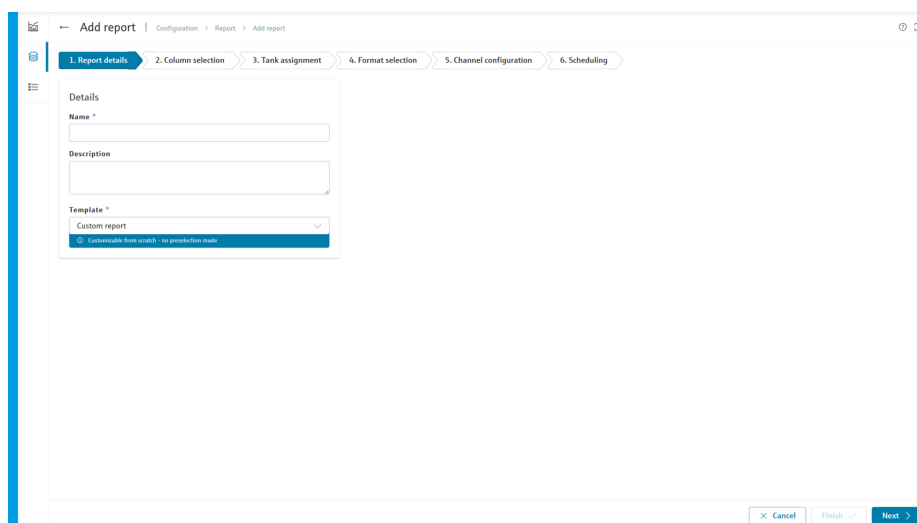 Add report | Configuration > Report > Add report
1. Report details 2. Column selection 3. Tank assignment 4. Format selection 5. Channel configuration 6. Scheduling
Details
Name *
Description
Template *
Custom report
Customizable from scratch - no preselection made
Cancel Finish Next